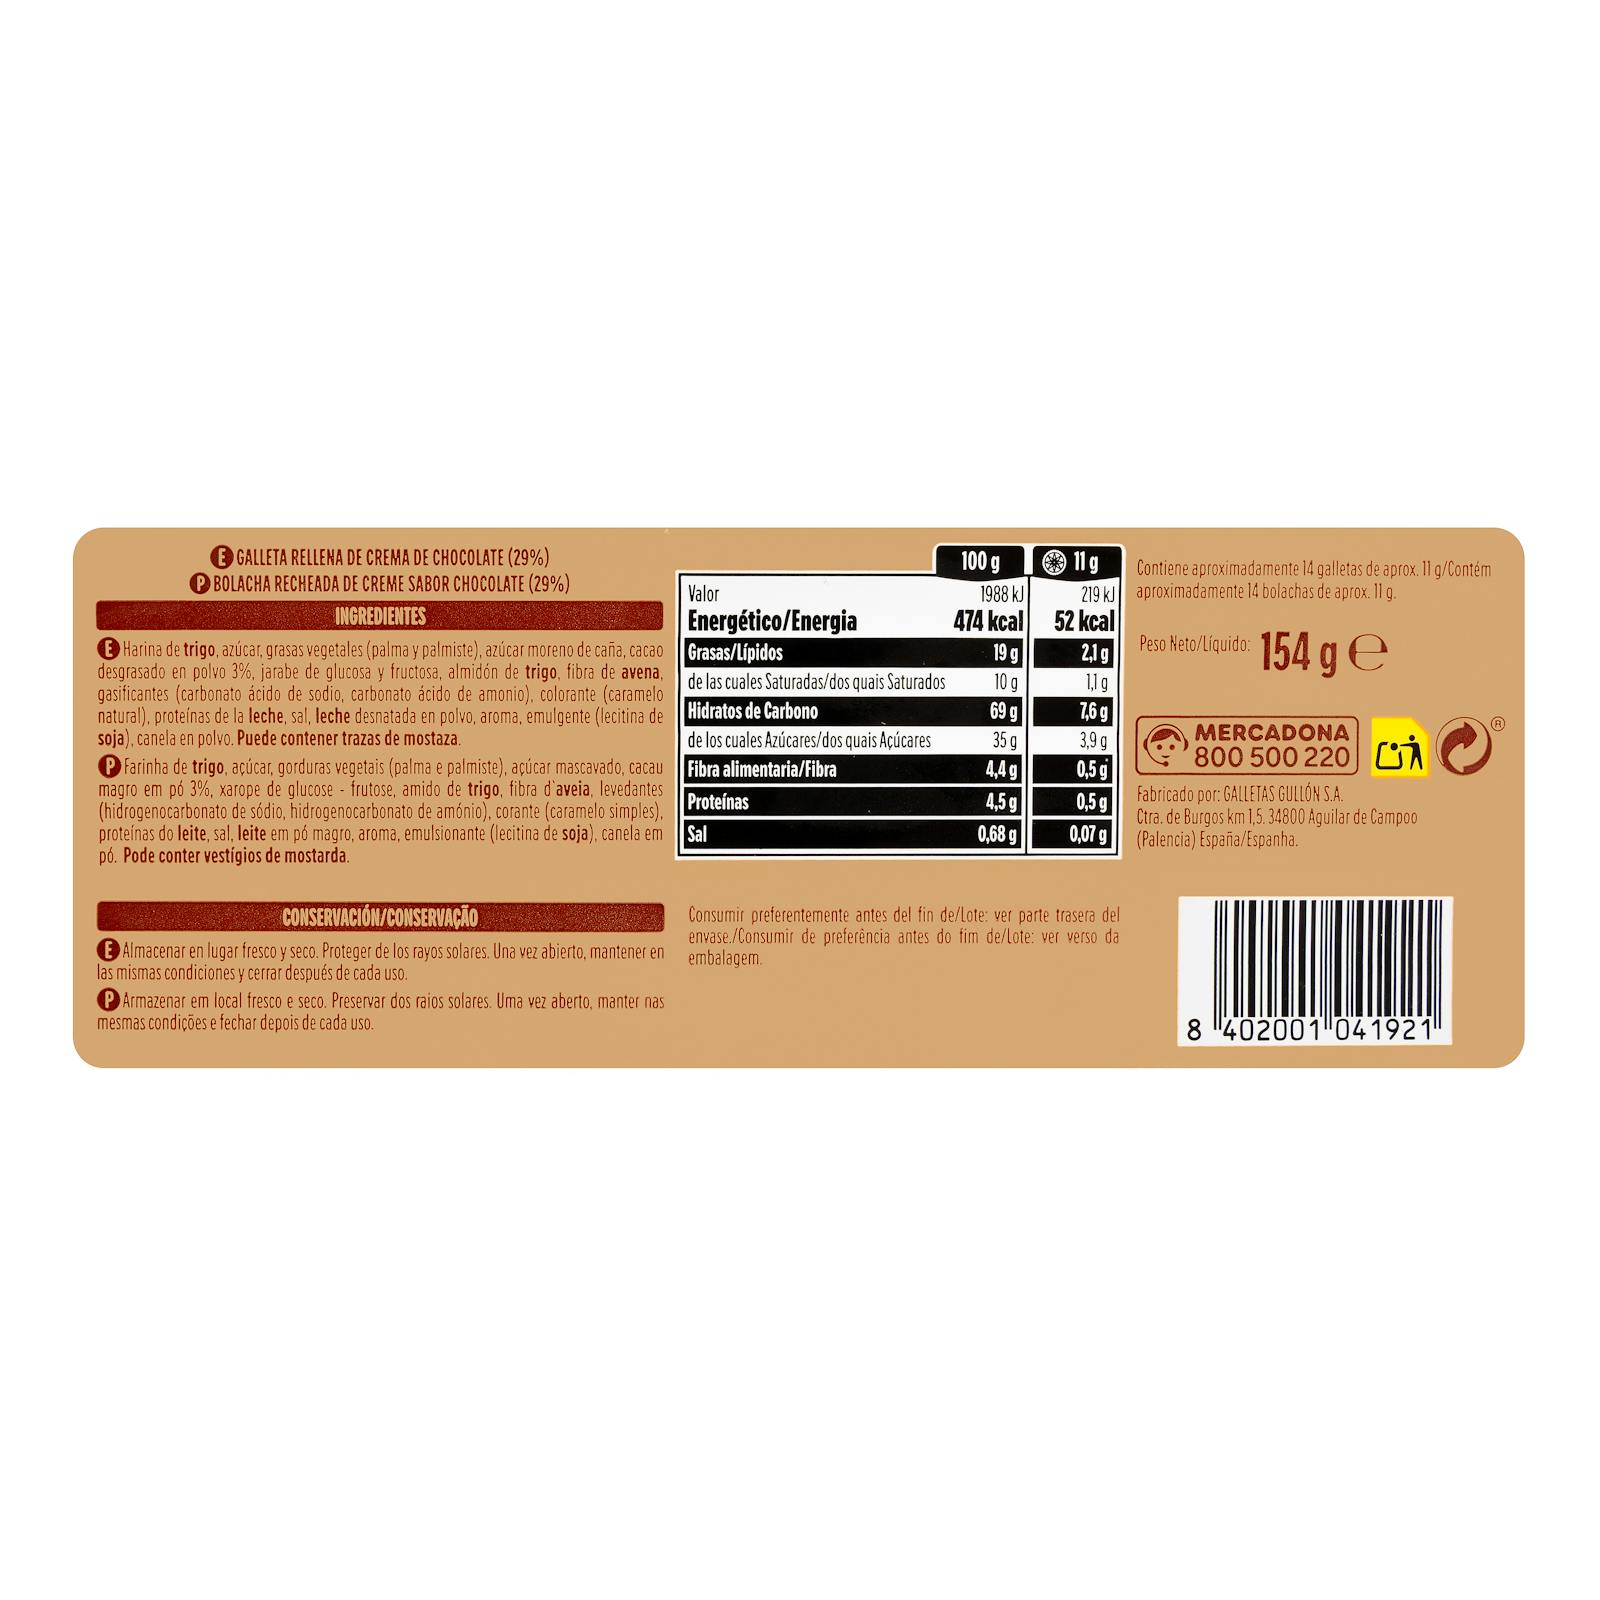 E GALLETA RELLENA DE CREMA DE CHOCOLATE (29%)
P BOLACHA RECHEADA DE CREME SABOR CHOCOLATE (29%)
INGREDIENTES
E Harina de trigo, azúcar, grasas vegetales (palma y palmiste), azúcar moreno de caña, cacao
desgrasado en polvo 3%, jarabe de glucosa y fructosa, almidón de trigo, fibra de avena,
gasificantes (carbonato ácido de sodio, carbonato ácido de amonio), colorante (caramelo
natural), proteínas de la leche, sal, leche desnatada en polvo, aroma, emulgente (lecitina de
soja), canela en polvo. Puede contener trazas de mostaza.
P Farinha de trigo, açúcar, gorduras vegetais (palma e palmiste), açúcar mascavado, cacau
magro em pó 3%, xarope de glucose - frutose, amido de trigo, fibra d'aveia, levedantes
(hidrogenocarbonato de sódio, hidrogenocarbonato de amónio), corante (caramelo simples),
proteínas do leite, sal, leite em pó magro, aroma, emulsionante (lecitina de soja), canela em
pó. Pode conter vestígios de mostarda.
CONSERVACIÓN/CONSERVAÇÃO
E Almacenar en lugar fresco y seco. Proteger de los rayos solares. Una vez abierto, mantener en
las mismas condiciones y cerrar después de cada uso.
P Armazenar em local fresco e seco. Preservar dos raios solares. Uma vez aberto, manter nas
mesmas condições e fechar depois de cada uso.
100 g 11 g
Valor 1988 kJ 219 kJ
Energético/Energia 474 kcal 52 kcal
Grasas/Lípidos 19 g 2,1 g
de las cuales Saturadas/dos quais Saturados 10 g 1,1 g
Hidratos de Carbono 69 g 7,6 g
de los cuales Azúcares/dos quais Açúcares 35 g 3,9 g
Fibra alimentaria/Fibra 4,4 g 0,5 g
Proteínas 4,5 g 0,5 g
Sal 0,68 g 0,07 g
Consumir preferentemente antes del fin de/Lote: ver parte trasera del
envase./Consumir de preferência antes do fim de/Lote: ver verso da
embalagem.
Contiene aproximadamente 14 galletas de aprox. 11 g/Contém
aproximadamente 14 bolachas de aprox. 11 g.
Peso Neto/Líquido: 154 g ℮
MERCADONA
800 500 220
®
Fabricado por: GALLETAS GULLÓN S.A.
Ctra. de Burgos km 1,5. 34800 Aguilar de Campoo
(Palencia) España/Espanha.
8 402001 041921